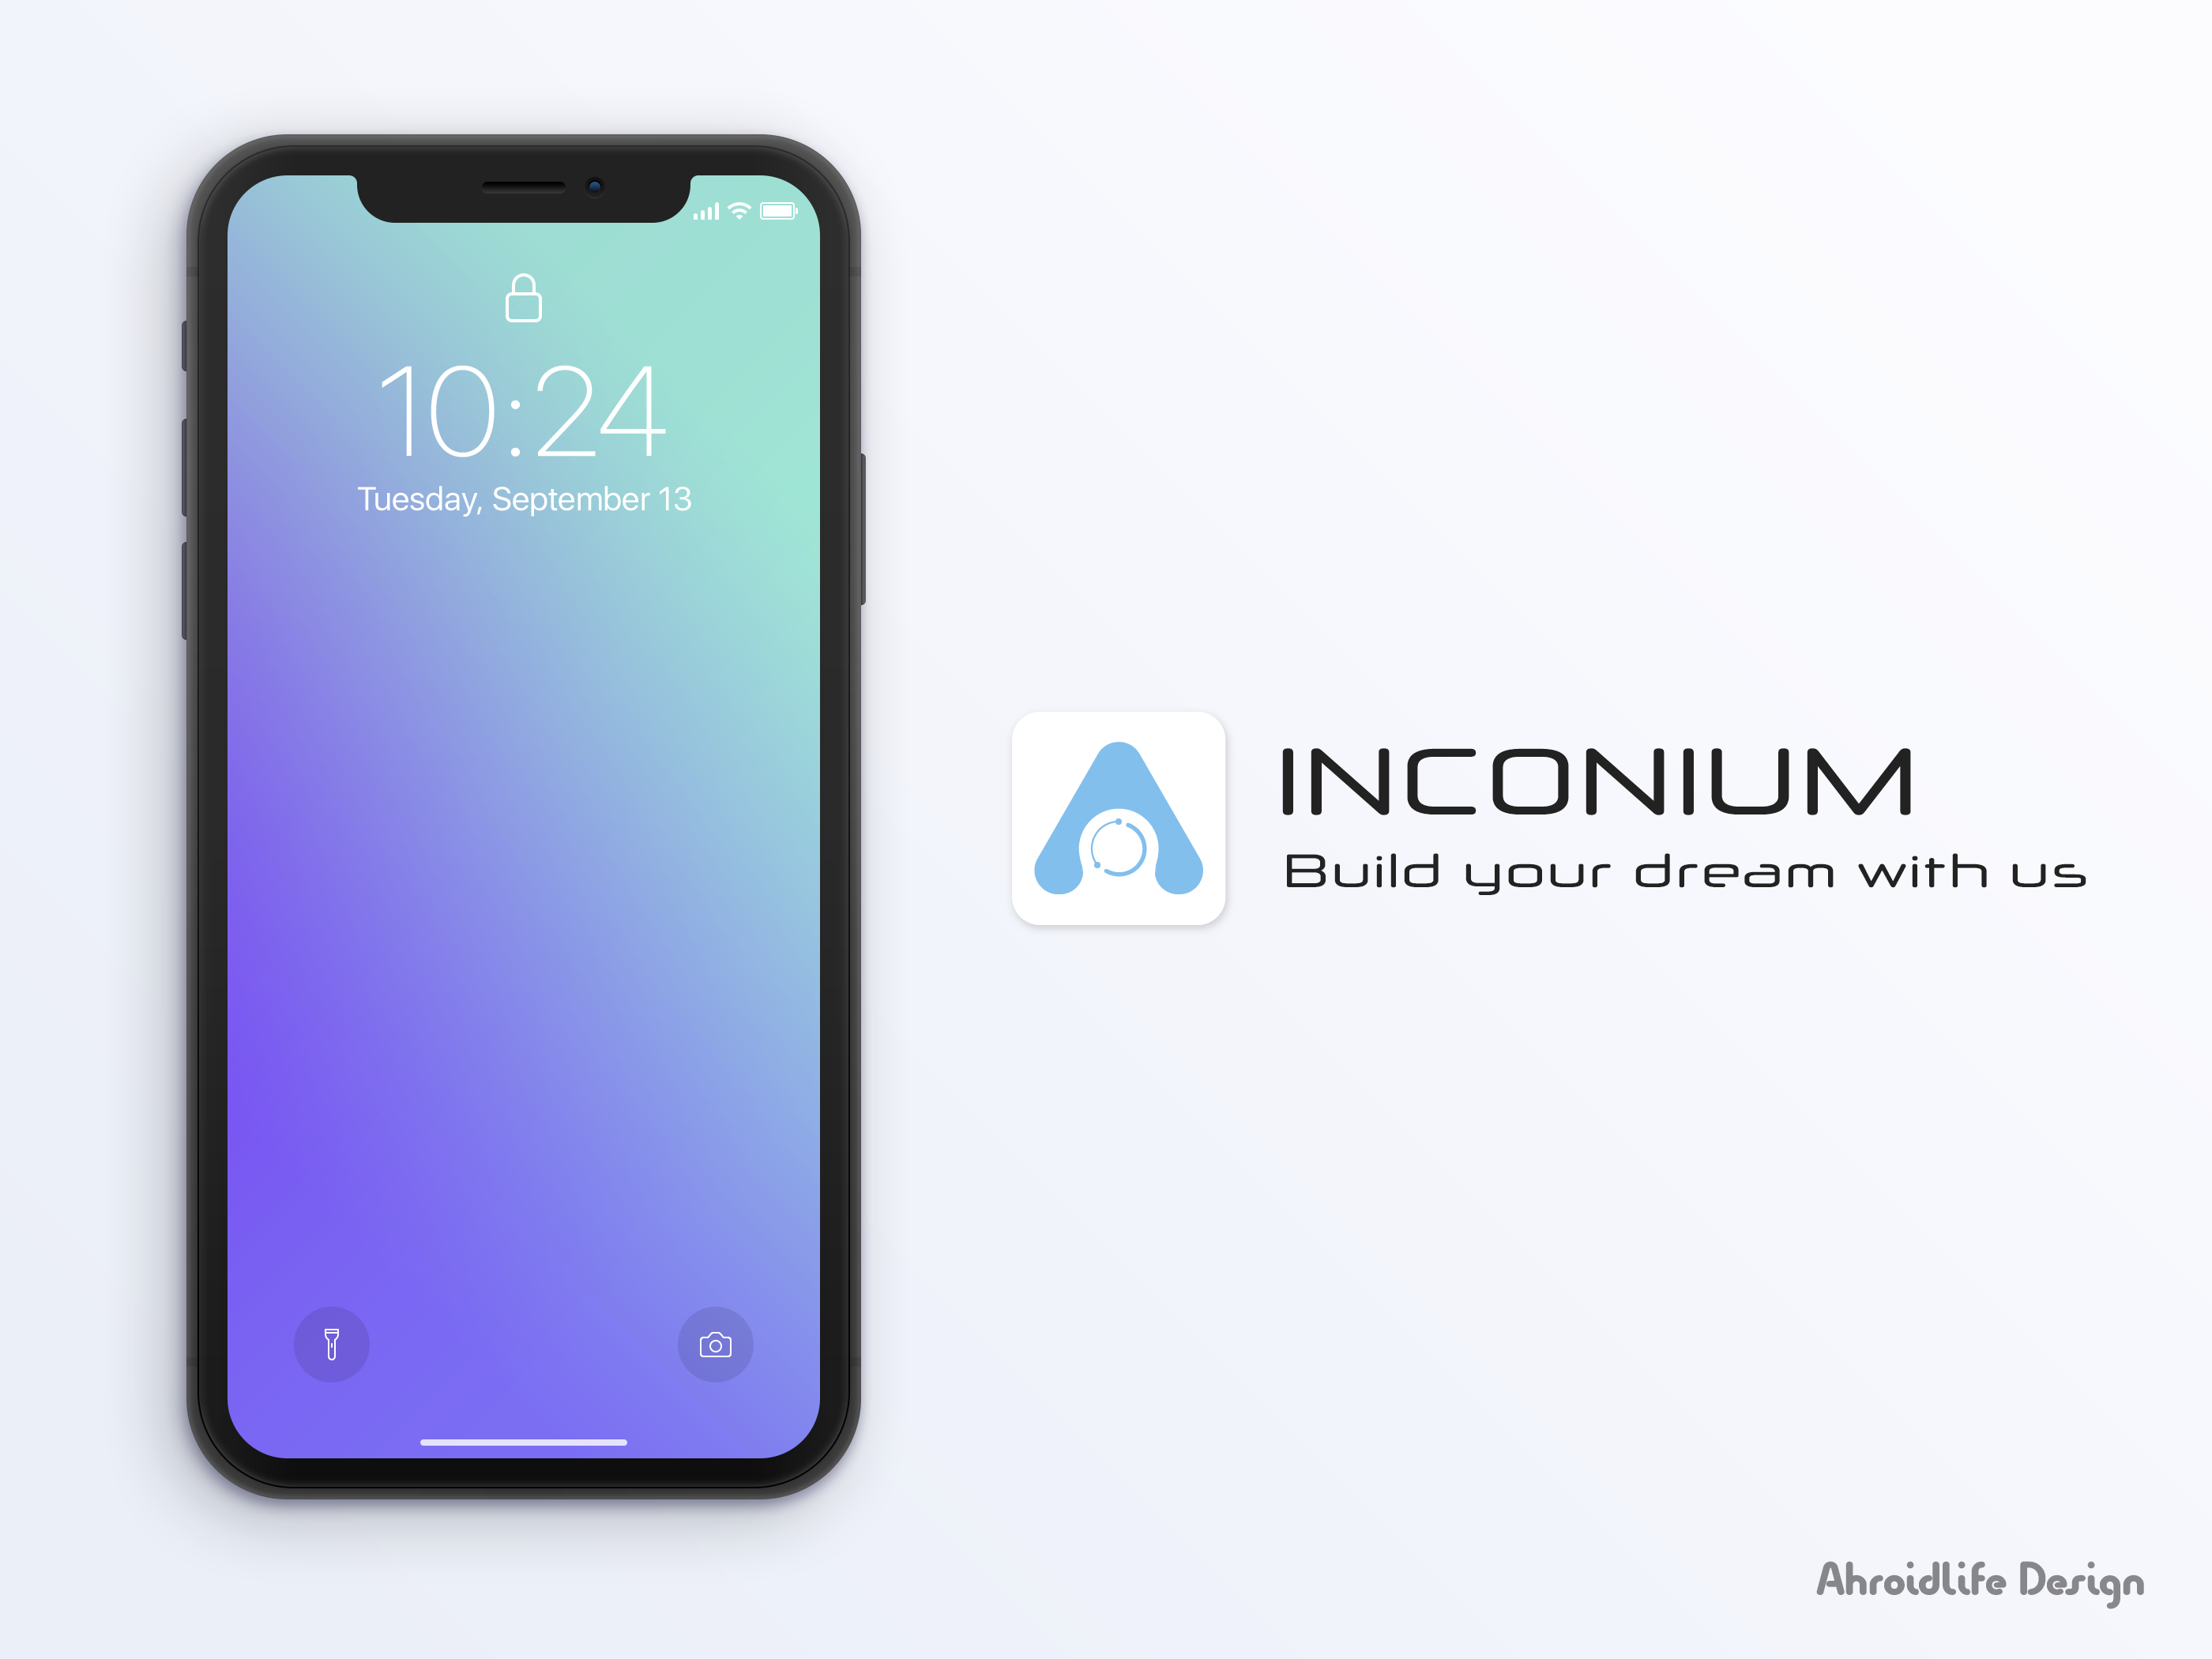 10:24
Tuesday, September 13
INCONIUM
Build your dream with us
Ahroidlife Design